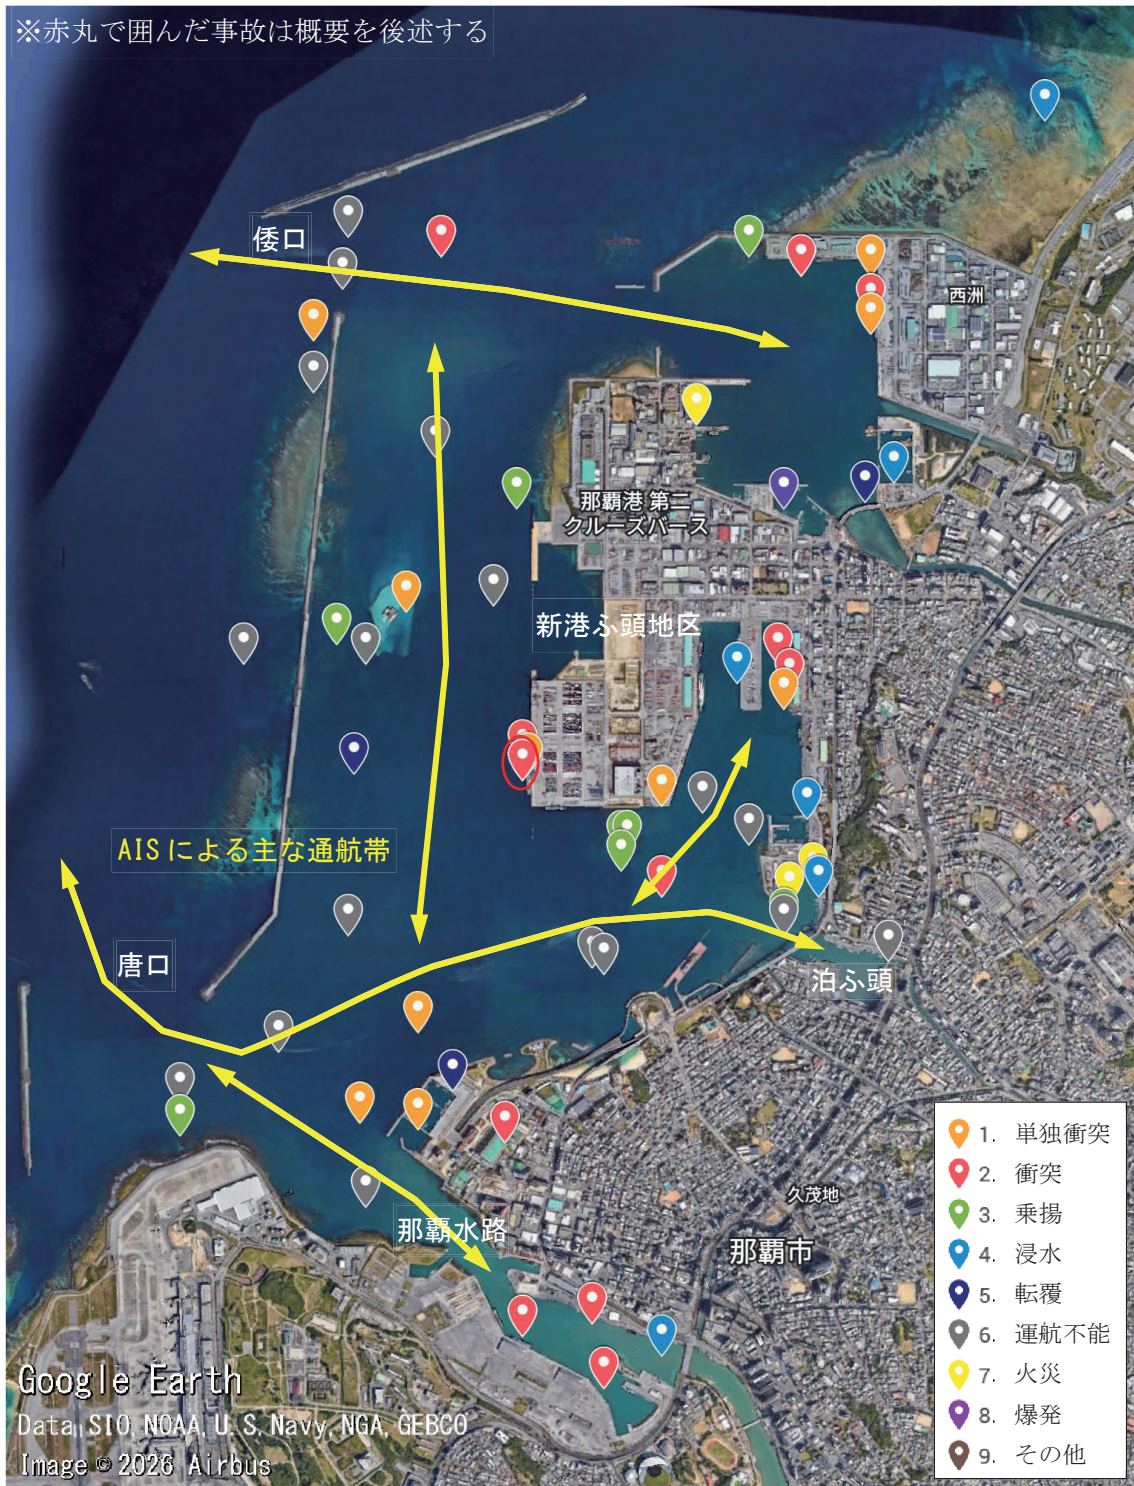 ※赤丸で囲んだ事故は概要を後述する
倭口
西洲
那覇港 第二
クルーズバース
新港ふ頭地区
AISによる主な通航帯
唐口
泊ふ頭
久茂地
那覇水路
那覇市
1. 単独衝突
2. 衝突
3. 乗揚
4. 浸水
5. 転覆
6. 運航不能
7. 火災
8. 爆発
9. その他
Google Earth
Data SIO, NOAA, U.S. Navy, NGA, GEBCO
Image © 2026 Airbus